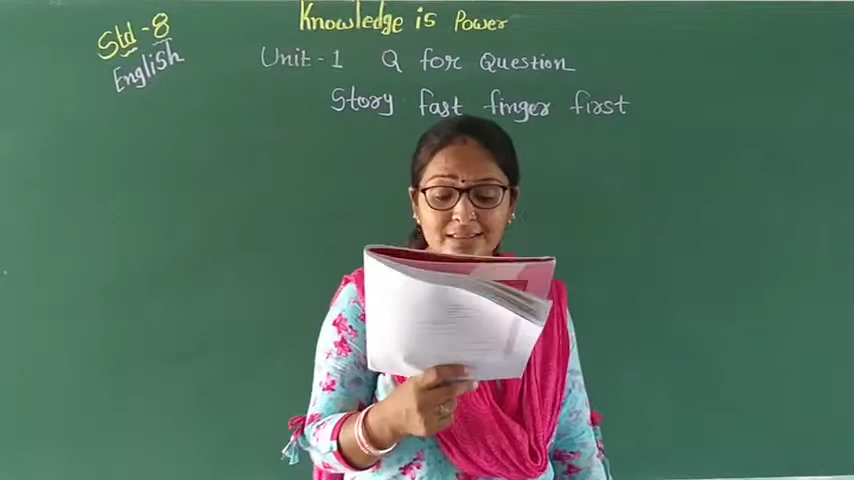 Knowledge is Power
Std - 8
English
Unit - 1 Q for Question
Story fast finger first